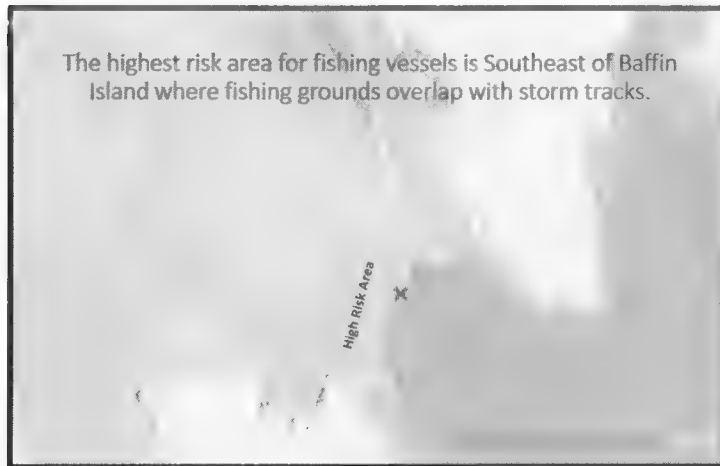 The highest risk area for fishing vessels is Southeast of Baffin
Island where fishing grounds overlap with storm tracks.
High Risk Area